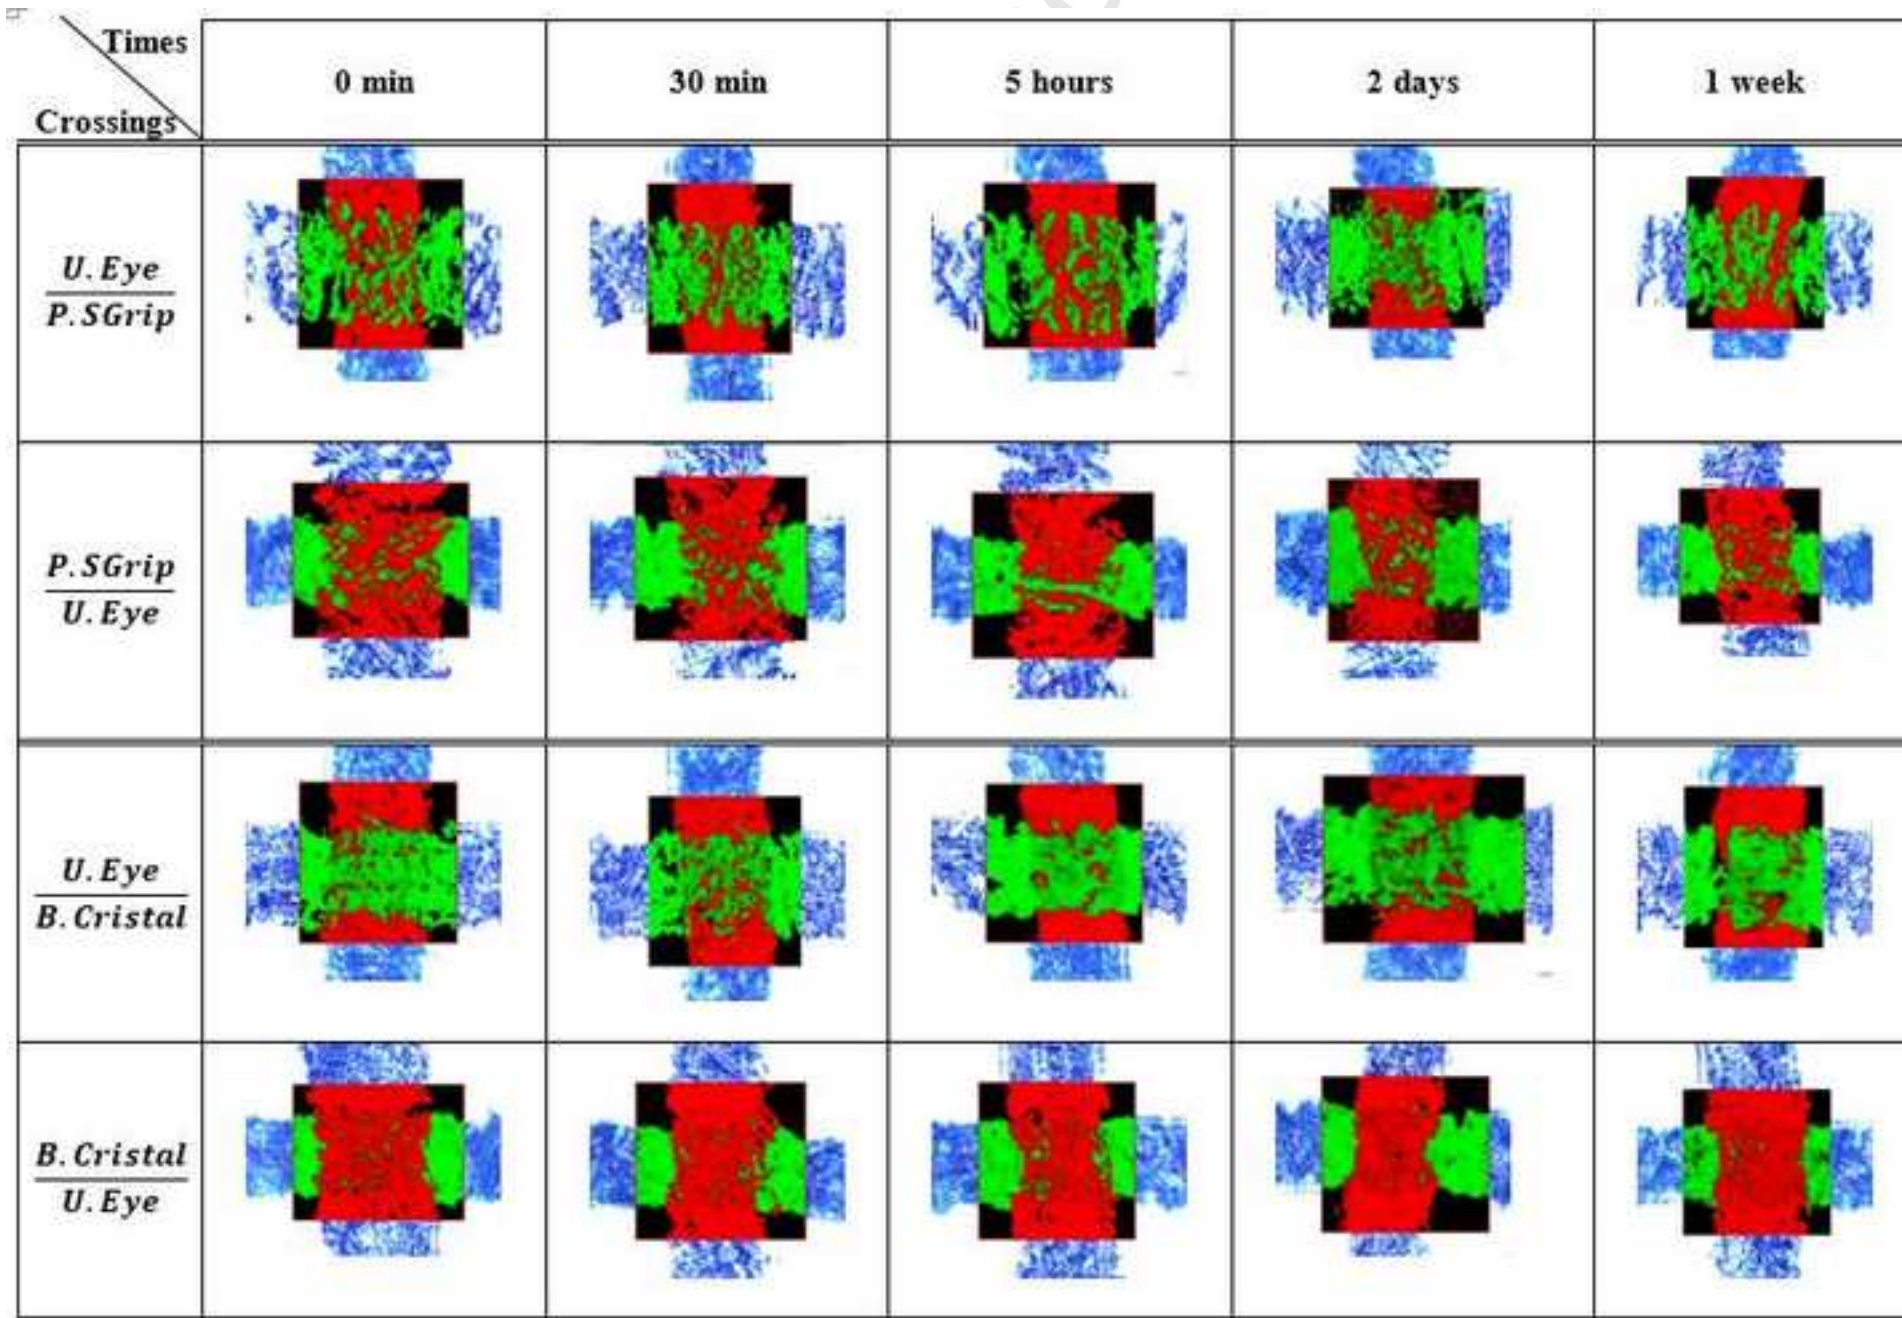 Times
Crossings
0 min
30 min
5 hours
2 days
1 week
U.Eye
P.SGrip
P.SGrip
U.Eye
U.Eye
B.Cristal
B.Cristal
U.Eye